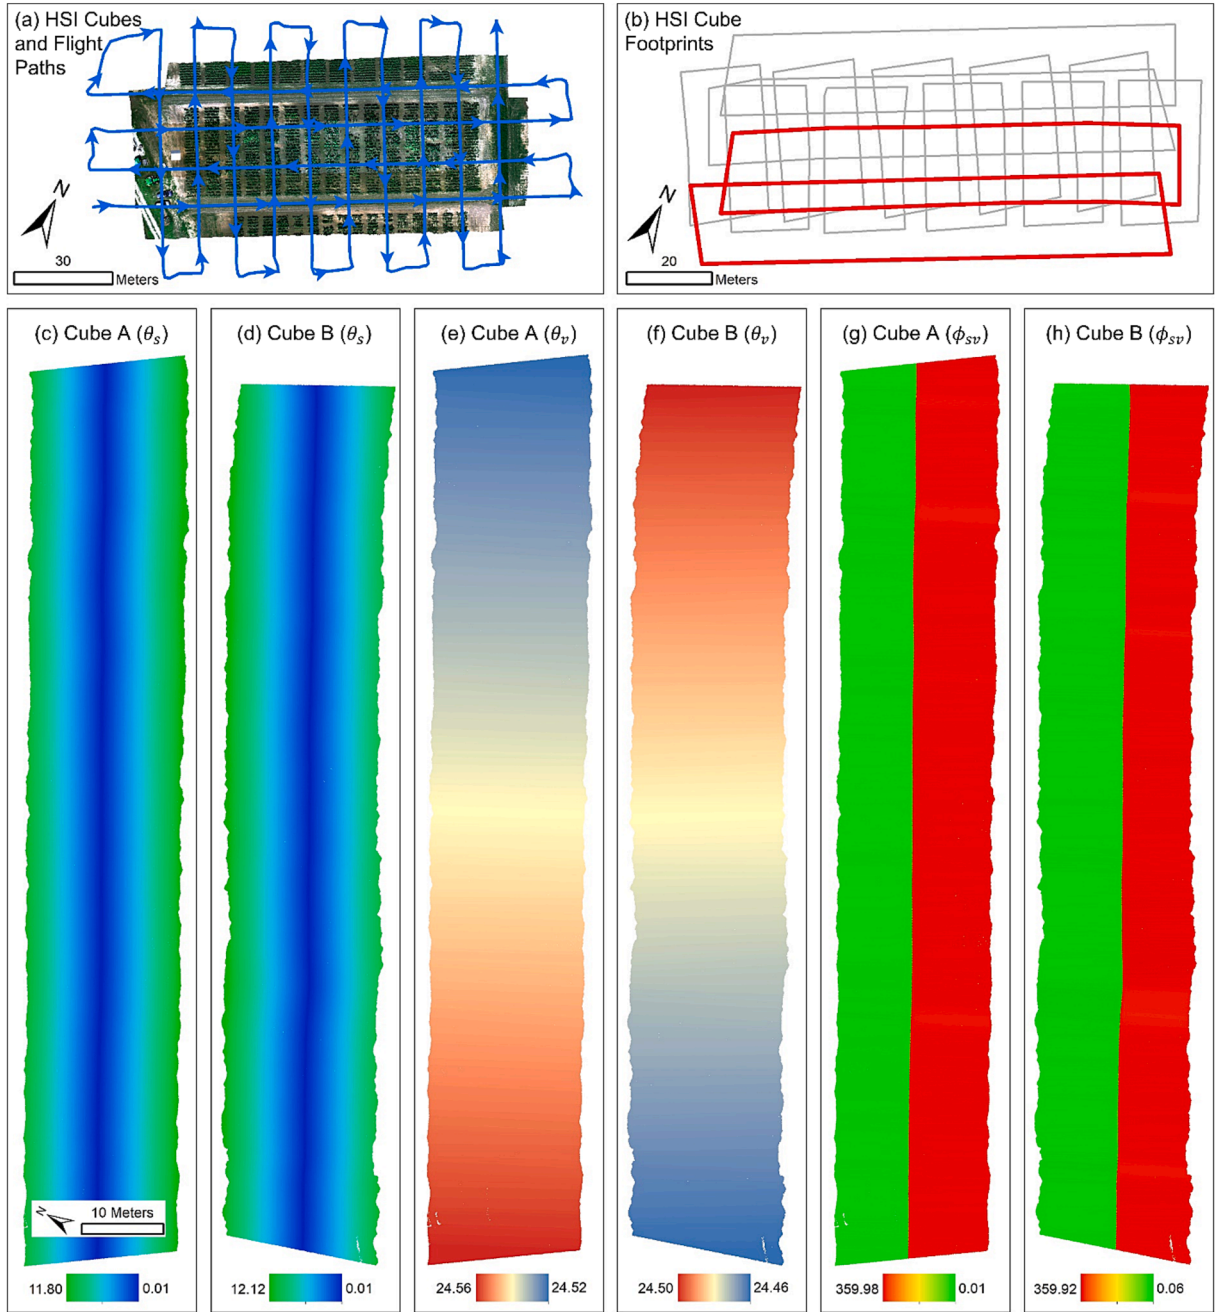 (a) HSI Cubes
and Flight
Paths
N
30
Meters
(b) HSI Cube
Footprints
N
20
Meters
(c) Cube A (θₛ)
(d) Cube B (θₛ)
(e) Cube A (θᵥ)
(f) Cube B (θᵥ)
(g) Cube A (ϕₛᵥ)
(h) Cube B (ϕₛᵥ)
N
10 Meters
11.80 0.01
12.12 0.01
24.56 24.52
24.50 24.46
359.98 0.01
359.92 0.06